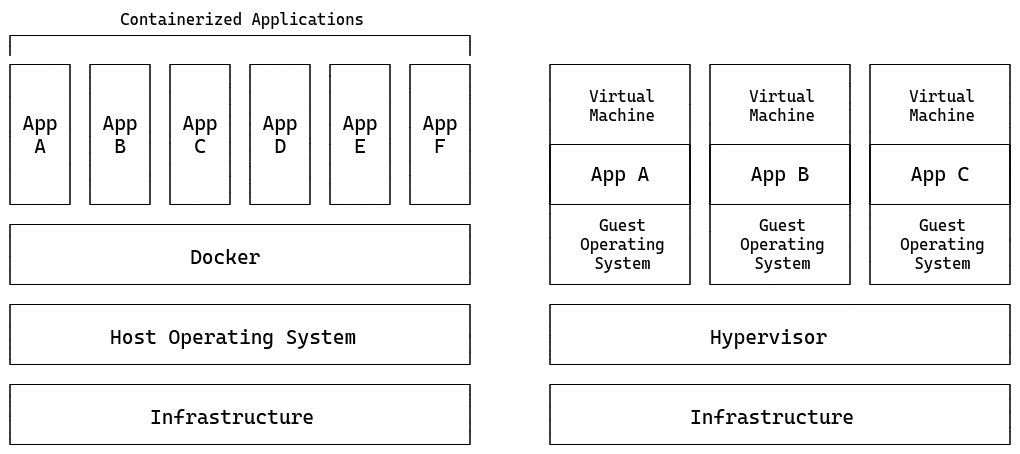 Containerized Applications
App
A
App
B
App
C
App
D
App
E
App
F
Docker
Host Operating System
Infrastructure
Virtual
Machine
App A
Guest
Operating
System
Virtual
Machine
App B
Guest
Operating
System
Virtual
Machine
App C
Guest
Operating
System
Hypervisor
Infrastructure